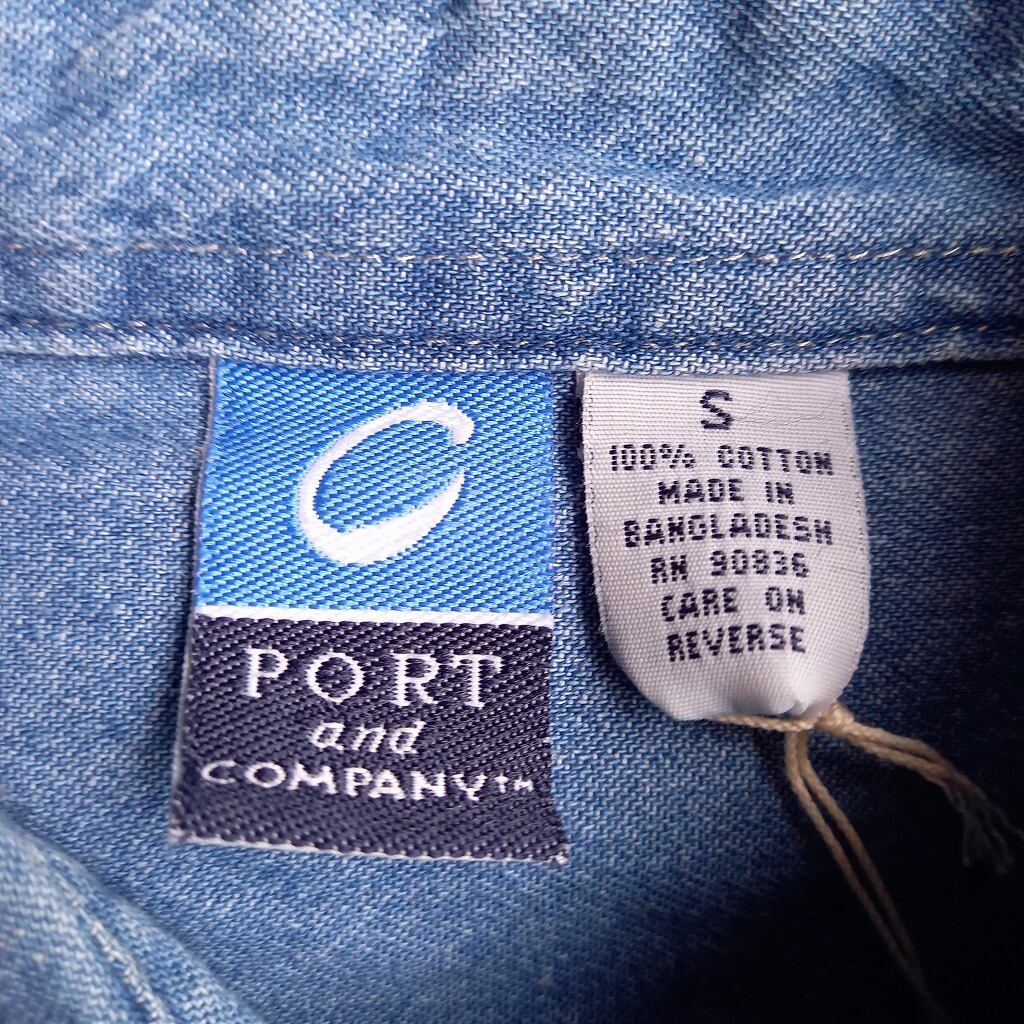 C
PORT
and
COMPANY™
S
100% COTTON
MADE IN
BANGLADESH
RN 90836
CARE ON
REVERSE